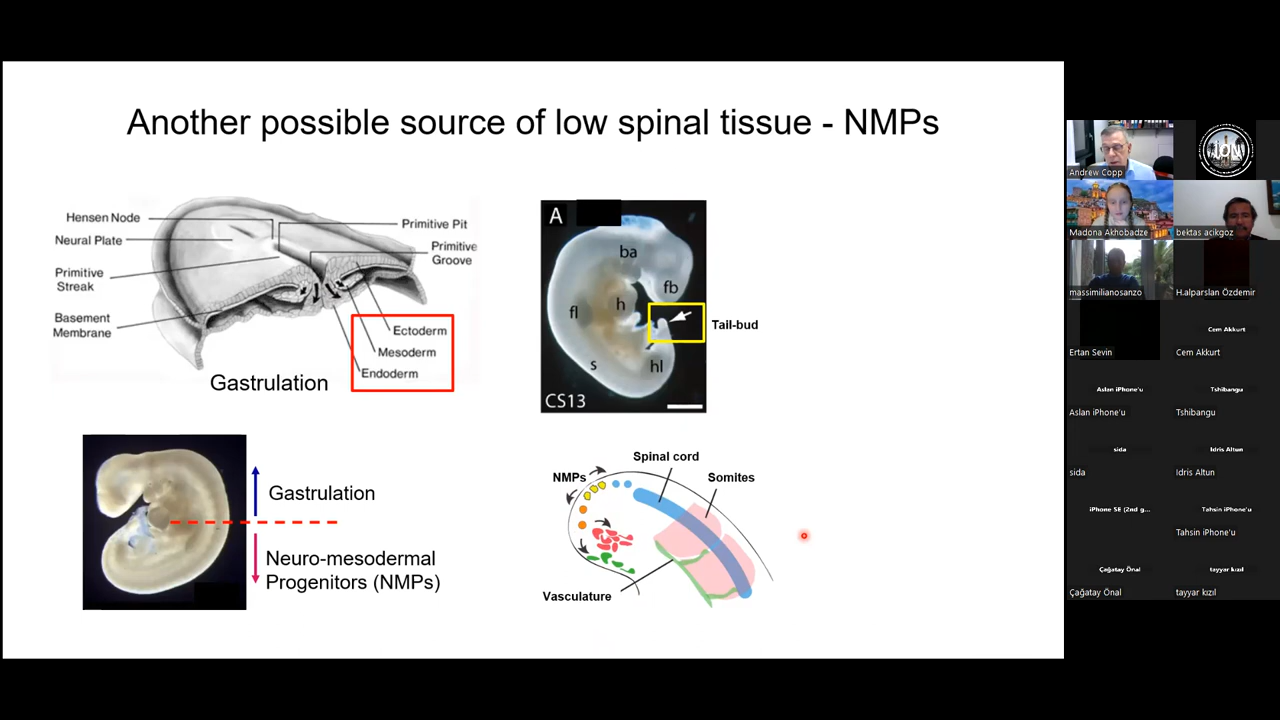 Another possible source of low spinal tissue - NMPs
Hensen Node
Neural Plate
Primitive
Streak
Basement
Membrane
Primitive Pit
Primitive
Groove
Ectoderm
Mesoderm
Endoderm
Gastrulation
A
ba
fb
h
fl
s
hl
CS13
Tail-bud
Gastrulation
Neuro-mesodermal
Progenitors (NMPs)
NMPs
Spinal cord
Somites
Vasculature
Andrew Copp
Madona Akhobadze
bektas acikgoz
massimilianosanzo
H.alparslan Özdemir
Ertan Sevin
Cem Akkurt
Cem Akkurt
Aslan iPhone'u
Aslan iPhone'u
Tshibangu
Tshibangu
sida
sida
Idris Altun
Idris Altun
iPhone SE (2nd g...
Tahsin iPhone'u
Tahsin iPhone'u
Çağatay Önal
Çağatay Önal
tayyar kızıl
tayyar kızıl